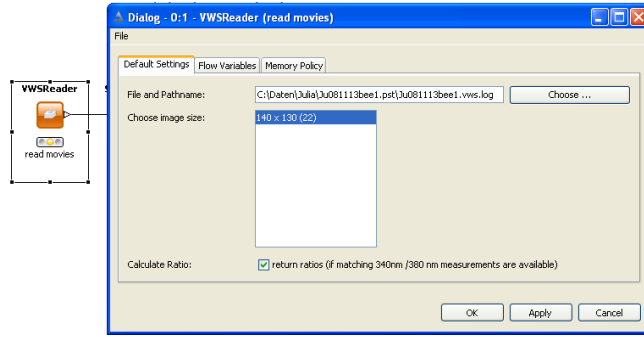 Dialog - 0:1 - VWSReader (read movies)
File
Default Settings Flow Variables Memory Policy
VWSReader
File and Pathname: C:\Daten\Julia\Ju081113bee1.pst\Ju081113bee1.vws.log Choose ...
Choose image size: 140 x 130 (22)
read movies
Calculate Ratio: return ratios (if matching 340nm /380 nm measurements are available)
OK Apply Cancel